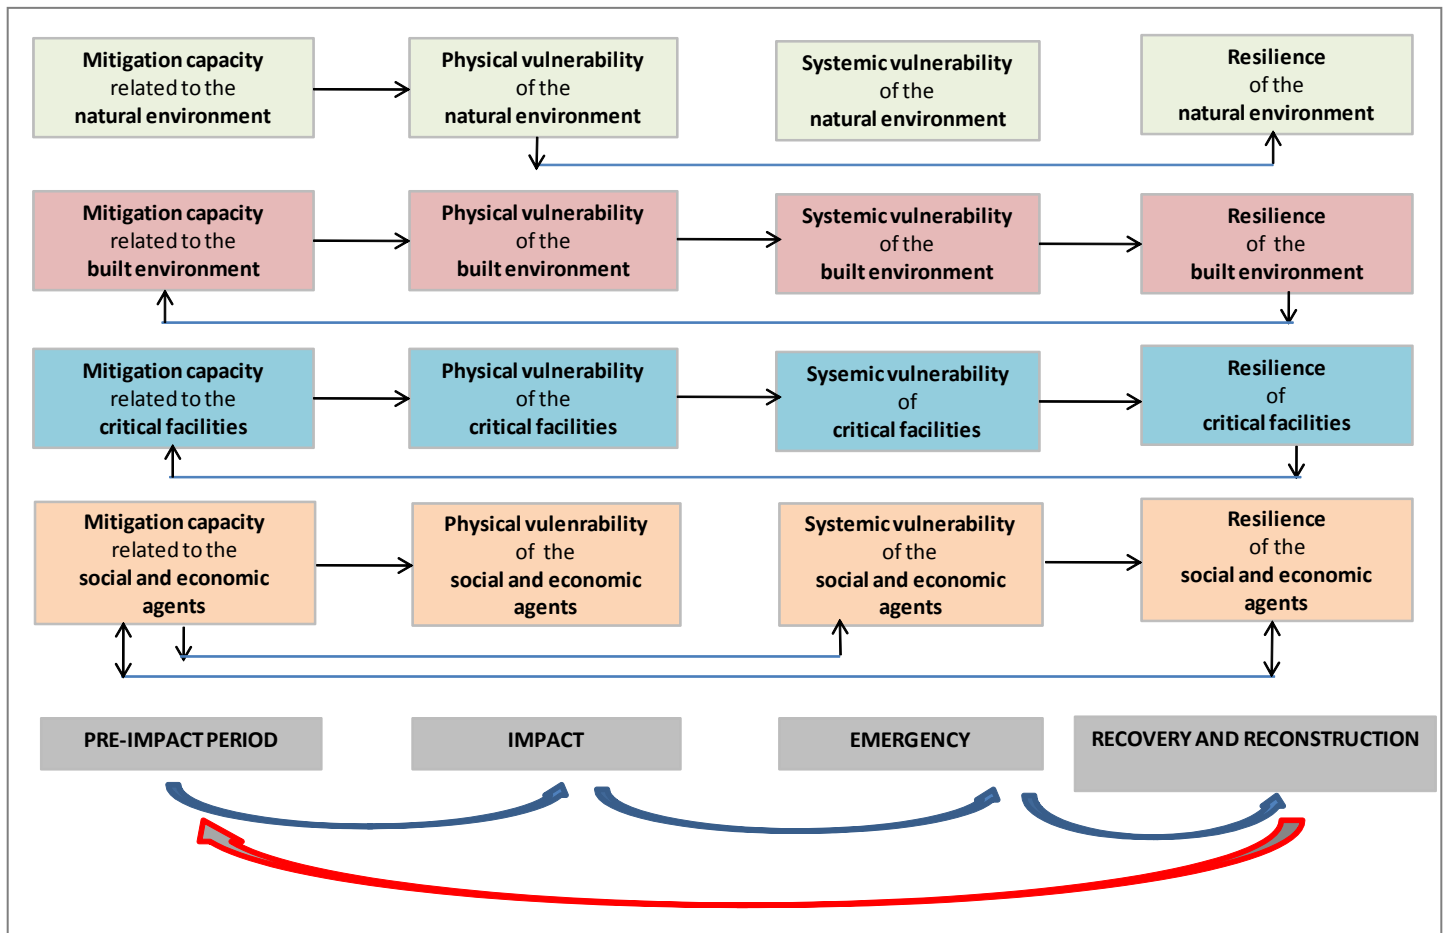 Mitigation capacity
related to the
natural environment
Physical vulnerability
of the
natural environment
Systemic vulnerability
of the
natural environment
Resilience
of the
natural environment
Mitigation capacity
related to the
built environment
Physical vulnerability
of the
built environment
Systemic vulnerability
of the
built environment
Resilience
of the
built environment
Mitigation capacity
related to the
critical facilities
Physical vulnerability
of the
critical facilities
Sysemic vulnerability
of
critical facilities
Resilience
of
critical facilities
Mitigation capacity
related to the
social and economic
agents
Physical vulenrability
of the
social and economic
agents
Systemic vulnerability
of the
social and economic
agents
Resilience
of the
social and economic
agents
PRE-IMPACT PERIOD
IMPACT
EMERGENCY
RECOVERY AND RECONSTRUCTION